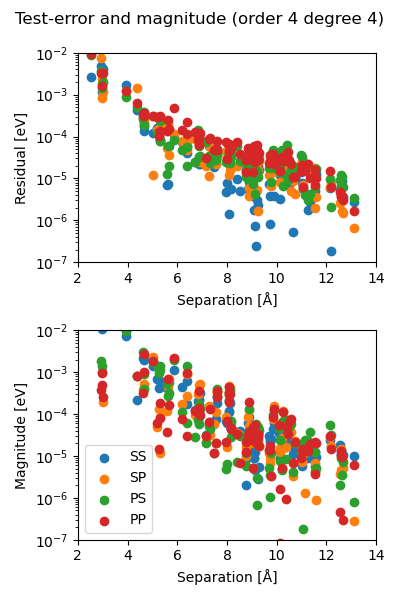 Test-error and magnitude (order 4 degree 4)
10⁻²
10⁻³
10⁻⁴
10⁻⁵
10⁻⁶
10⁻⁷
Residual [eV]
2 4 6 8 10 12 14
Separation [Å]
10⁻²
10⁻³
10⁻⁴
10⁻⁵
10⁻⁶
10⁻⁷
Magnitude [eV]
SS
SP
PS
PP
2 4 6 8 10 12 14
Separation [Å]